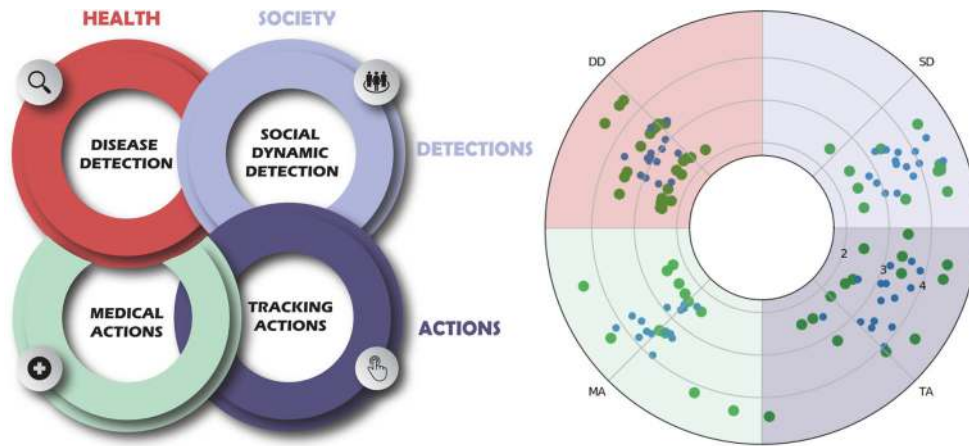 HEALTH
SOCIETY
DISEASE
DETECTION
SOCIAL
DYNAMIC
DETECTION
DETECTIONS
MEDICAL
ACTIONS
TRACKING
ACTIONS
ACTIONS
DD
SD
2
3
4
MA
TA